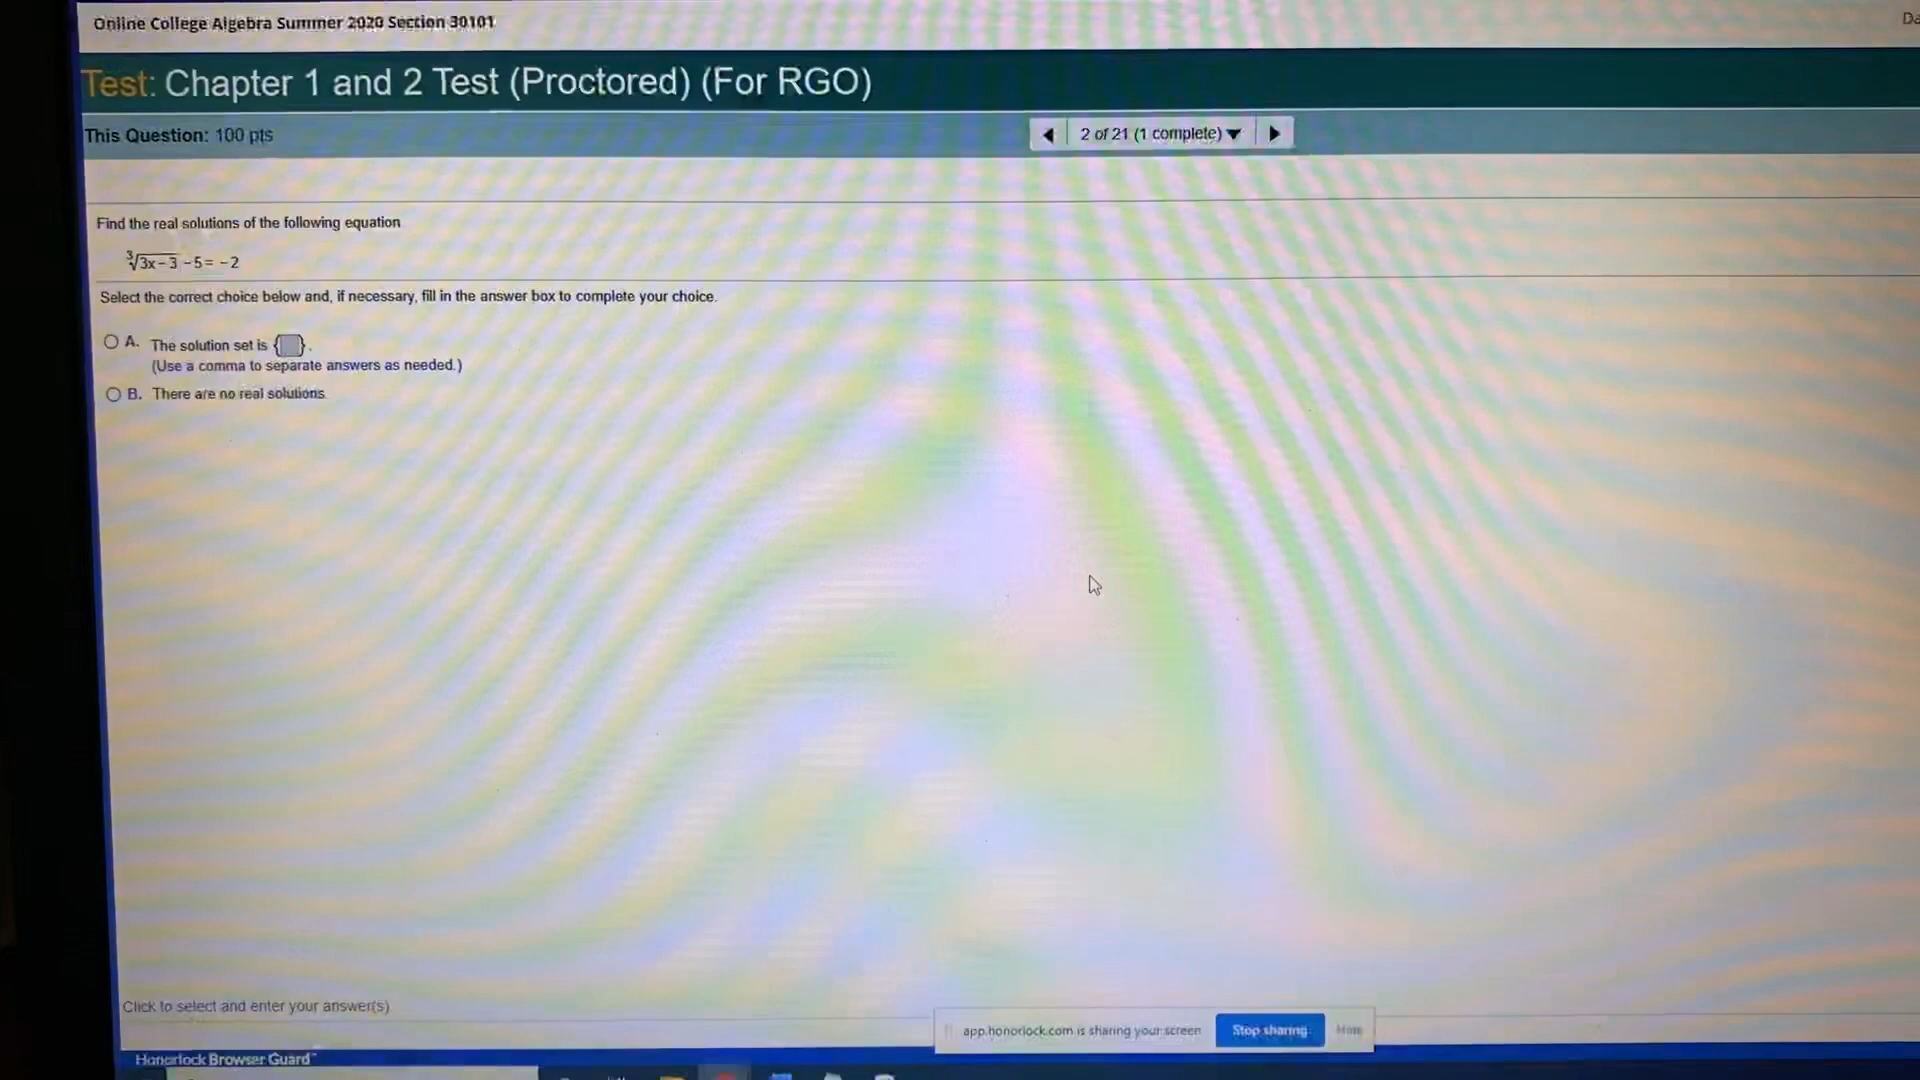 Online College Algebra Summer 2020 Section 30101
Test: Chapter 1 and 2 Test (Proctored) (For RGO)
This Question: 100 pts
2 of 21 (1 complete)
Find the real solutions of the following equation
∛3x-3 -5= -2
Select the correct choice below and, if necessary, fill in the answer box to complete your choice.
A. The solution set is { }.
(Use a comma to separate answers as needed.)
B. There are no real solutions.
Click to select and enter your answer(s)
app.honorlock.com is sharing your screen
Stop sharing
Hide
Honorlock Browser Guard™